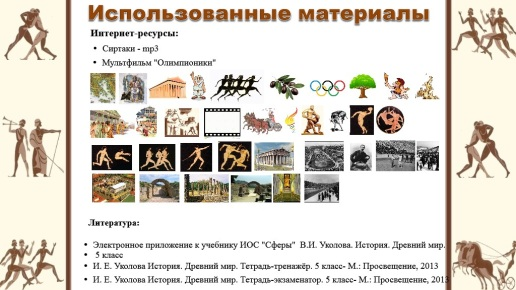 Использованные материалы
Интернет-ресурсы:
• Сиртаки - mp3
• Мультфильм "Олимпионики"
Литература:
• Электронное приложение к учебнику ИОС "Сферы" В.И. Уколова. История. Древний мир.
• 5 класс
• И. Е. Уколова История. Древний мир. Тетрадь-тренажёр. 5 класс- М.: Просвещение, 2013
• И. Е. Уколова История. Древний мир. Тетрадь-экзаменатор. 5 класс- М.: Просвещение, 2013